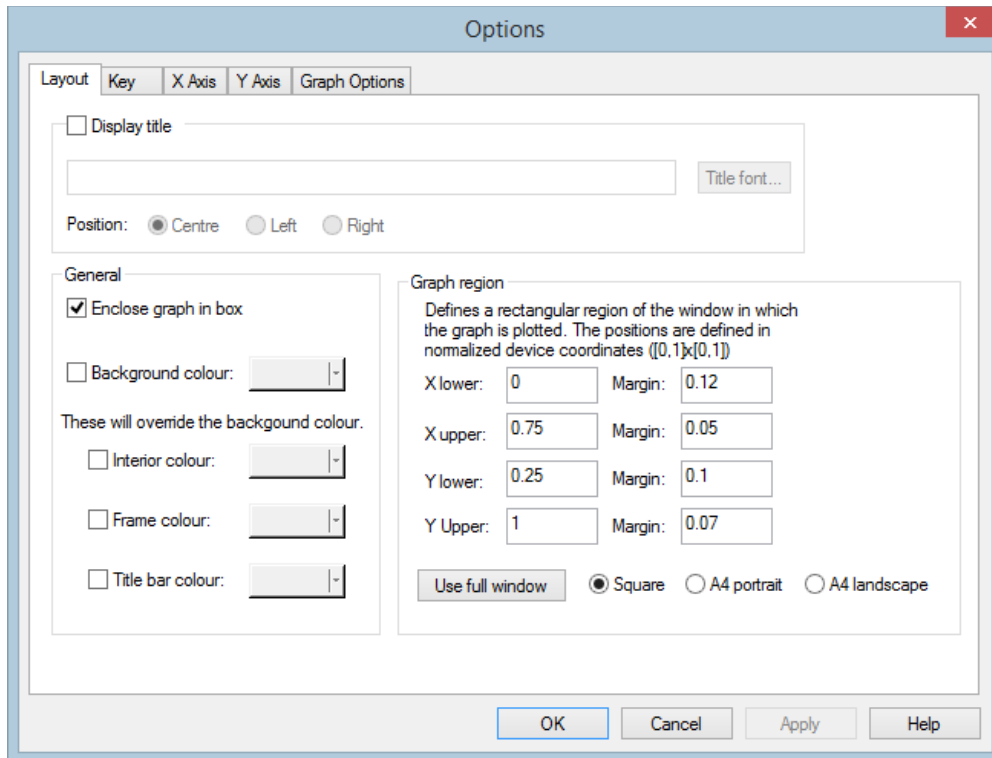 Options
Layout Key X Axis Y Axis Graph Options
Display title
Title font...
Position: Centre Left Right
General
Enclose graph in box
Background colour:
These will override the backgound colour.
Interior colour:
Frame colour:
Title bar colour:
Graph region
Defines a rectangular region of the window in which
the graph is plotted. The positions are defined in
normalized device coordinates ([0,1]x[0,1])
X lower: 0 Margin: 0.12
X upper: 0.75 Margin: 0.05
Y lower: 0.25 Margin: 0.1
Y Upper: 1 Margin: 0.07
Use full window Square A4 portrait A4 landscape
OK Cancel Apply Help